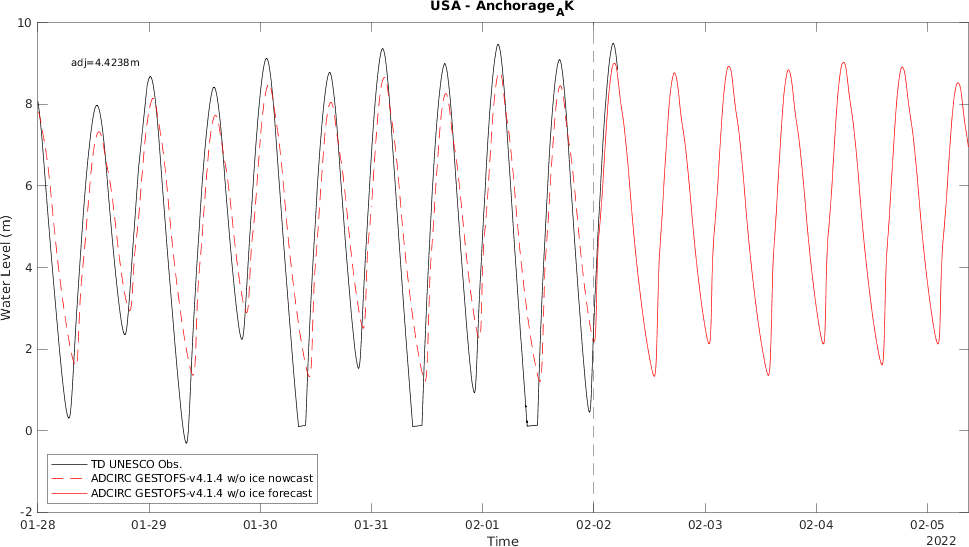 USA - Anchorage_AK
10
8
6
4
2
0
-2
Water Level (m)
adj=4.4238m
TD UNESCO Obs.
ADCIRC GESTOFS-v4.1.4 w/o ice nowcast
ADCIRC GESTOFS-v4.1.4 w/o ice forecast
01-28 01-29 01-30 01-31 02-01 02-02 02-03 02-04 02-05
Time 2022